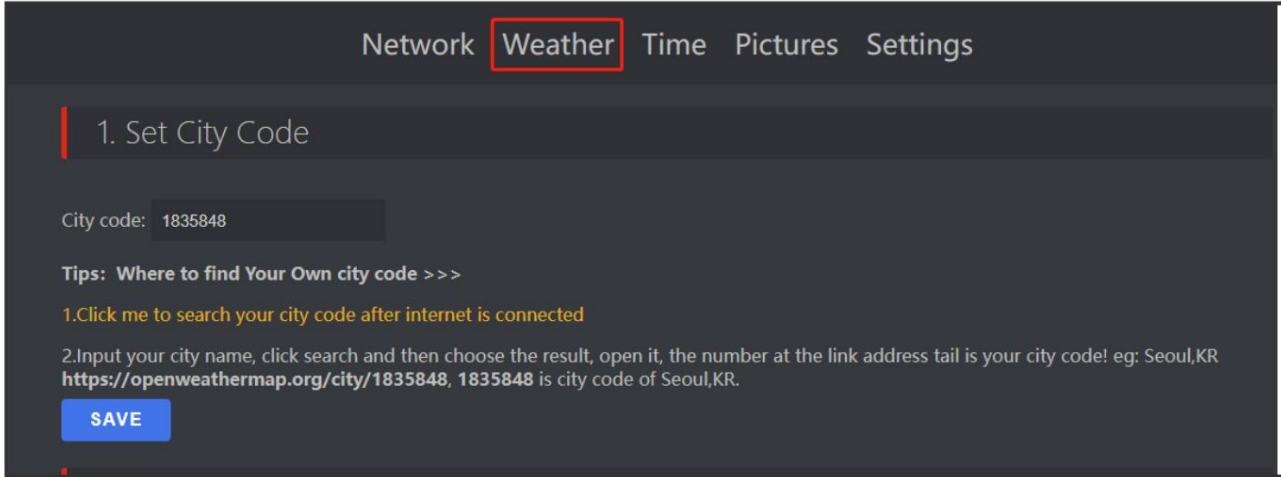 Network Weather Time Pictures Settings
1. Set City Code
City code: 1835848
Tips: Where to find Your Own city code >>>
1.Click me to search your city code after internet is connected
2.Input your city name, click search and then choose the result, open it, the number at the link address tail is your city code! eg: Seoul,KR
https://openweathermap.org/city/1835848, 1835848 is city code of Seoul,KR.
SAVE